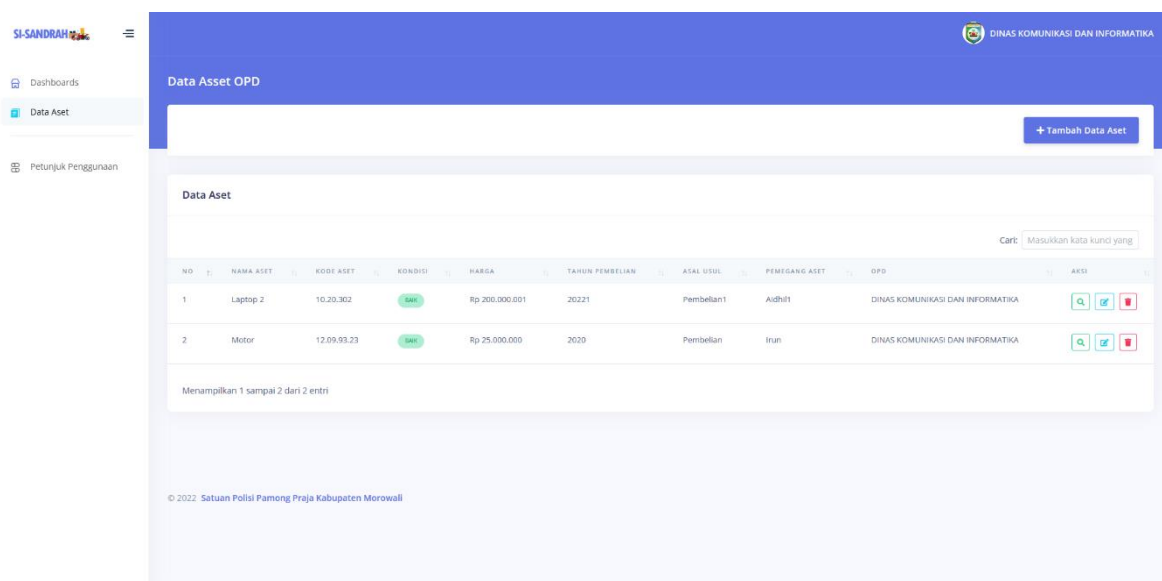 SI-SANDRAH
DINAS KOMUNIKASI DAN INFORMATIKA
Dashboards
Data Aset
Petunjuk Penggunaan
Data Asset OPD
+ Tambah Data Aset
Data Aset
Cari: Masukkan kata kunci yang
NO NAMA ASET KODE ASET KONDISI HARGA TAHUN PEMBELIAN ASAL USUL PEMEGANG ASET OPD AKSI
1 Laptop 2 10.20.302 BAIK Rp 200.000.001 20221 Pembelian1 Aidhil1 DINAS KOMUNIKASI DAN INFORMATIKA
2 Motor 12.09.93.23 BAIK Rp 25.000.000 2020 Pembelian Irun DINAS KOMUNIKASI DAN INFORMATIKA
Menampilkan 1 sampai 2 dari 2 entri
© 2022 Satuan Polisi Pamong Praja Kabupaten Morowali